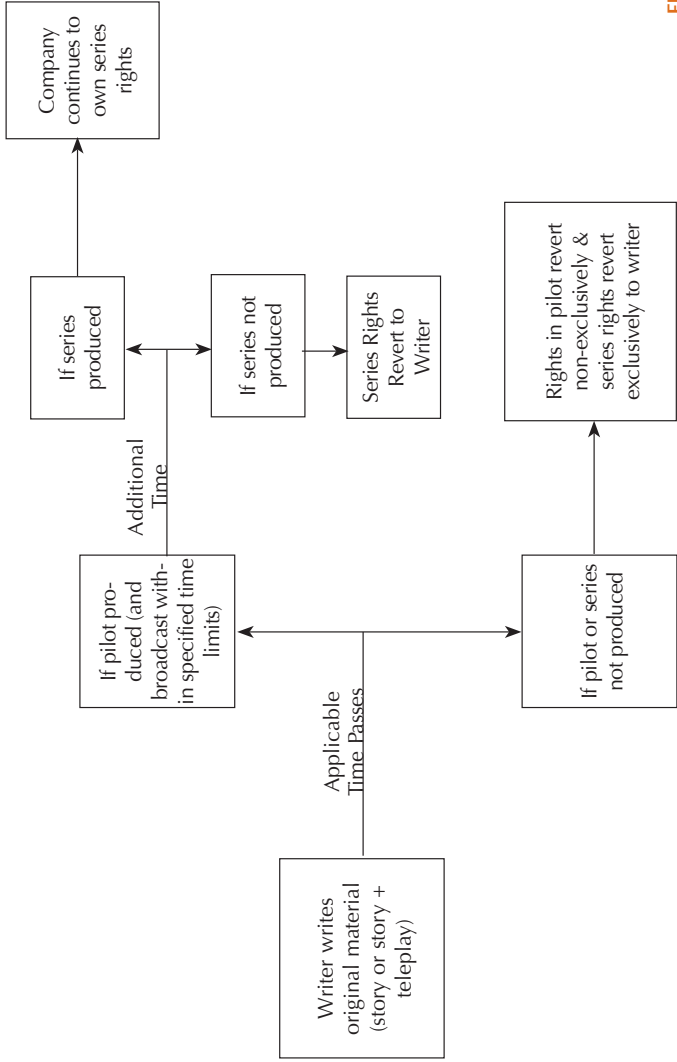 Writer writes
original material
(story or story +
teleplay)
Applicable
Time Passes
If pilot pro-
duced (and
broadcast with-
in specified time
limits)
Additional
Time
If series
produced
Company
continues to
own series
rights
If series not
produced
Series Rights
Revert to
Writer
If pilot or series
not produced
Rights in pilot revert
non-exclusively &
series rights revert
exclusively to writer